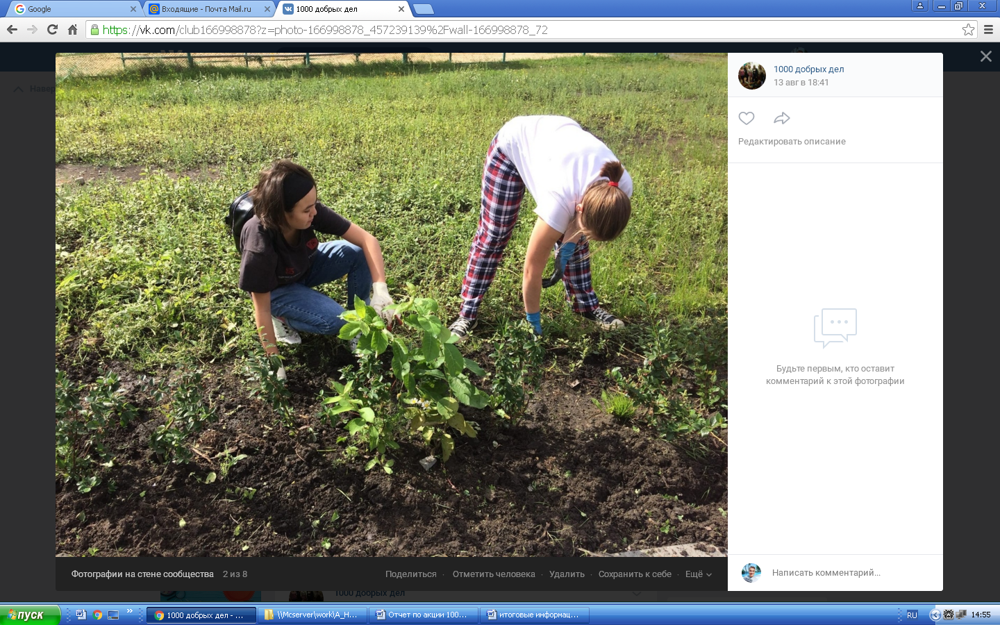 Google
Входящие - Почта Mail.ru
1000 добрых дел
https://vk.com/club166998878?z=photo-166998878_457239139%2Fwall-166998878_72
1000 добрых дел
13 авг в 18:41
Редактировать описание
Будьте первым, кто оставит
комментарий к этой фотографии
Фотографии на стене сообщества 2 из 8
Поделиться · Отметить человека · Удалить · Сохранить к себе · Ещё
Написать комментарий...
1000 добрых дел
пуск
1000 добрых дел - ...
\\Mcserver\work\A_H...
Отчет по акции 100...
итоговые информац...
RU
14:55